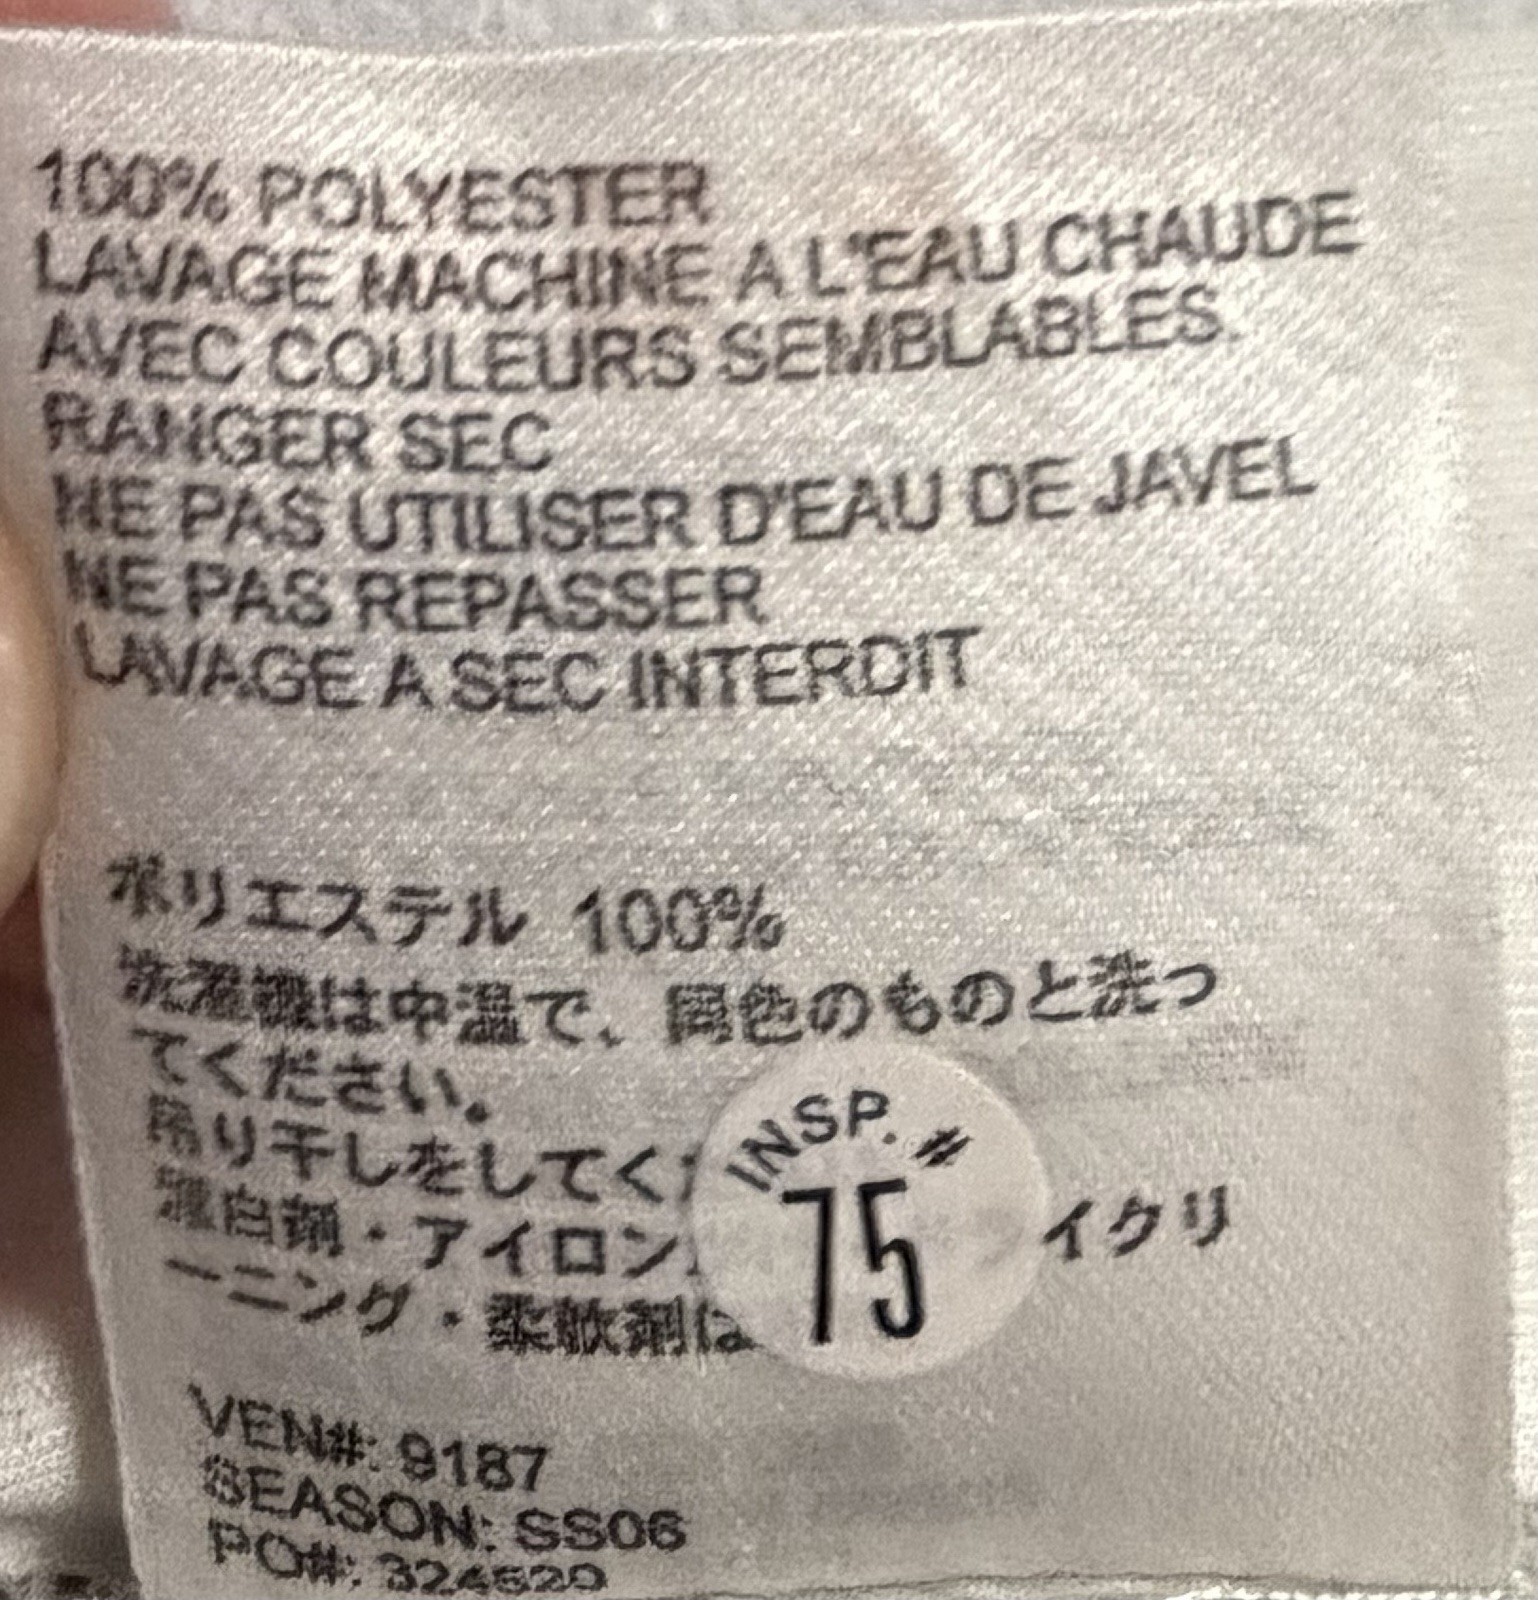 100% POLYESTER
LAVAGE MACHINE A L'EAU CHAUDE
AVEC COULEURS SEMBLABLES.
RANGER SEC
NE PAS UTILISER D'EAU DE JAVEL
NE PAS REPASSER
LAVAGE A SEC INTERDIT
ポリエステル 100%
洗濯機は中温で、同色のものと洗っ
てください。
吊り干しをしてく
漂白剤・アイロン
イクリ
ーニング・柔軟剤は
INSP. #
75
VEN#: 9187
SEASON: SS06
PO#: